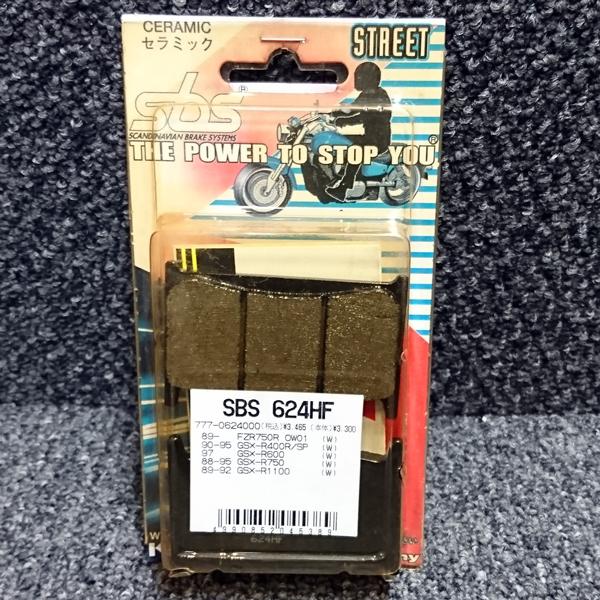 CERAMIC
セラミック
STREET
sbs
SCANDINAVIAN BRAKE SYSTEMS
THE POWER TO STOP YOU
SBS 624HF
777-0624000(税込)¥3,465 (本体)¥3,300
89- FZR750R OW01 (W)
90-95 GSX-R400R/SP (W)
97 GSX-R600 (W)
88-95 GSX-R750 (W)
89-92 GSX-R1100 (W)
4990852045389
624HF